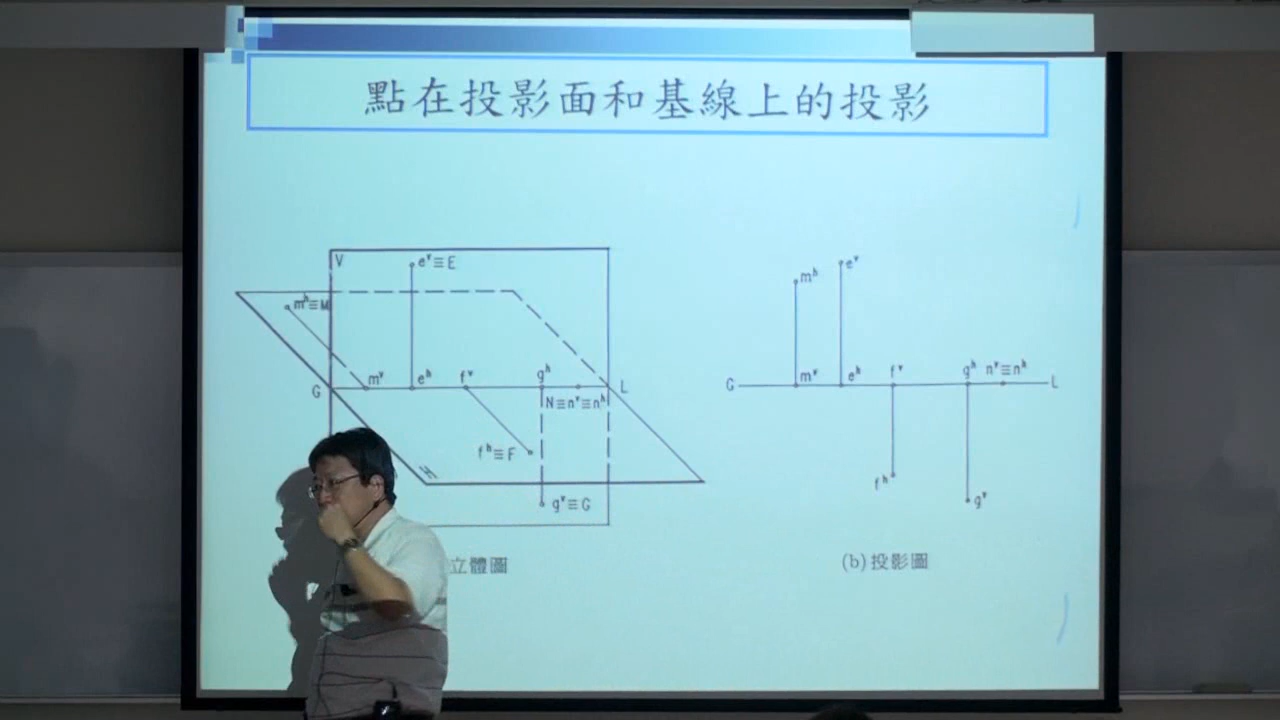 點在投影面和基線上的投影
V
eᵛ≡E
mʰ≡M
G
mᵛ
eʰ
fᵛ
gʰ
L
N≡nᵛ≡nʰ
fʰ≡F
H
gᵛ≡G
立體圖
mʰ
eᵛ
G
mᵛ
eʰ
fᵛ
gʰ
nᵛ≡nʰ
L
fʰ
gᵛ
(b)投影圖